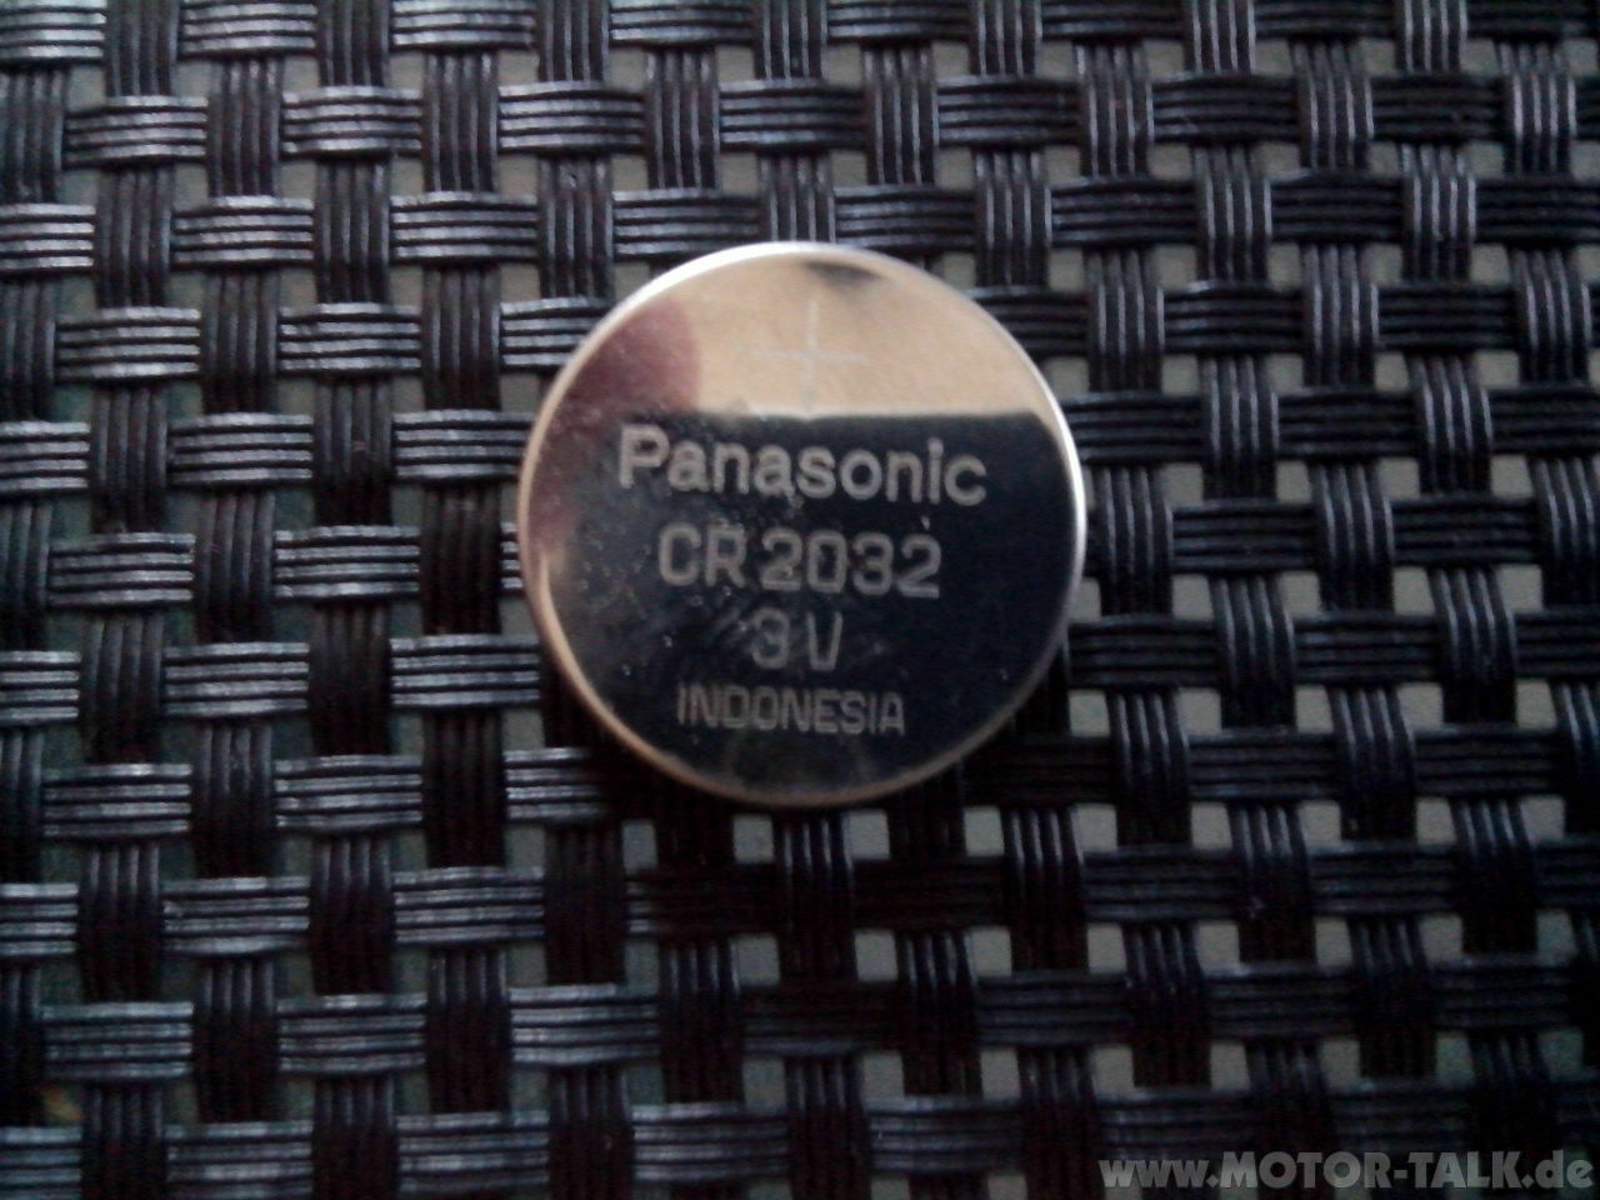 +
Panasonic
CR2032
3V
INDONESIA
www.MOTOR-TALK.de